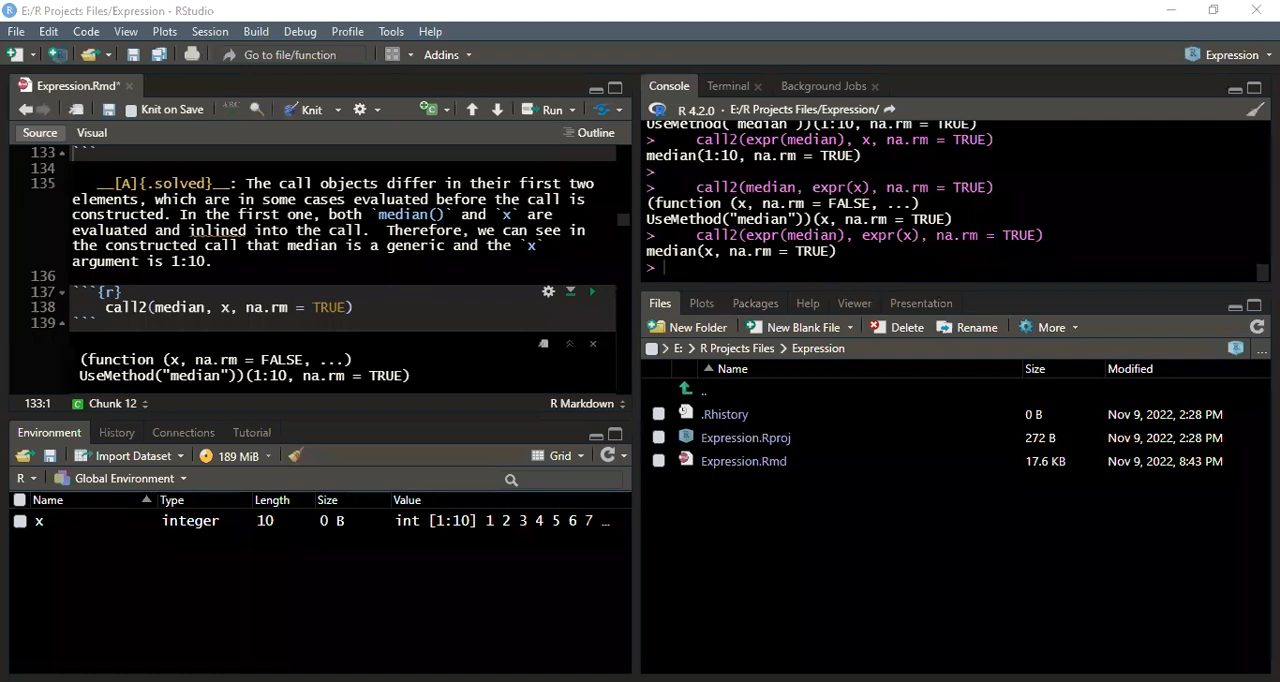 E:/R Projects Files/Expression - RStudio
File Edit Code View Plots Session Build Debug Profile Tools Help
Go to file/function Addins Expression
Expression.Rmd*
Knit on Save ABC Knit Run
Source Visual Outline
133 ```
134
135 __[A]{.solved}__: The call objects differ in their first two
elements, which are in some cases evaluated before the call is
constructed. In the first one, both `median()` and `x` are
evaluated and inlined into the call. Therefore, we can see in
the constructed call that median is a generic and the `x`
argument is 1:10.
136
137 ```{r}
138 call2(median, x, na.rm = TRUE)
139 ```
(function (x, na.rm = FALSE, ...)
UseMethod("median"))(1:10, na.rm = TRUE)
133:1 Chunk 12 R Markdown
Environment History Connections Tutorial
Import Dataset 189 MiB Grid
R Global Environment
Name Type Length Size Value
x integer 10 0 B int [1:10] 1 2 3 4 5 6 7 …
Console Terminal Background Jobs
R 4.2.0 · E:/R Projects Files/Expression/
UseMethod("median"))(1:10, na.rm = TRUE)
> call2(expr(median), x, na.rm = TRUE)
median(1:10, na.rm = TRUE)
>
> call2(median, expr(x), na.rm = TRUE)
(function (x, na.rm = FALSE, ...)
UseMethod("median"))(x, na.rm = TRUE)
> call2(expr(median), expr(x), na.rm = TRUE)
median(x, na.rm = TRUE)
>
Files Plots Packages Help Viewer Presentation
New Folder New Blank File Delete Rename More
E: R Projects Files Expression ...
Name Size Modified
..
.Rhistory 0 B Nov 9, 2022, 2:28 PM
Expression.Rproj 272 B Nov 9, 2022, 2:28 PM
Expression.Rmd 17.6 KB Nov 9, 2022, 8:43 PM